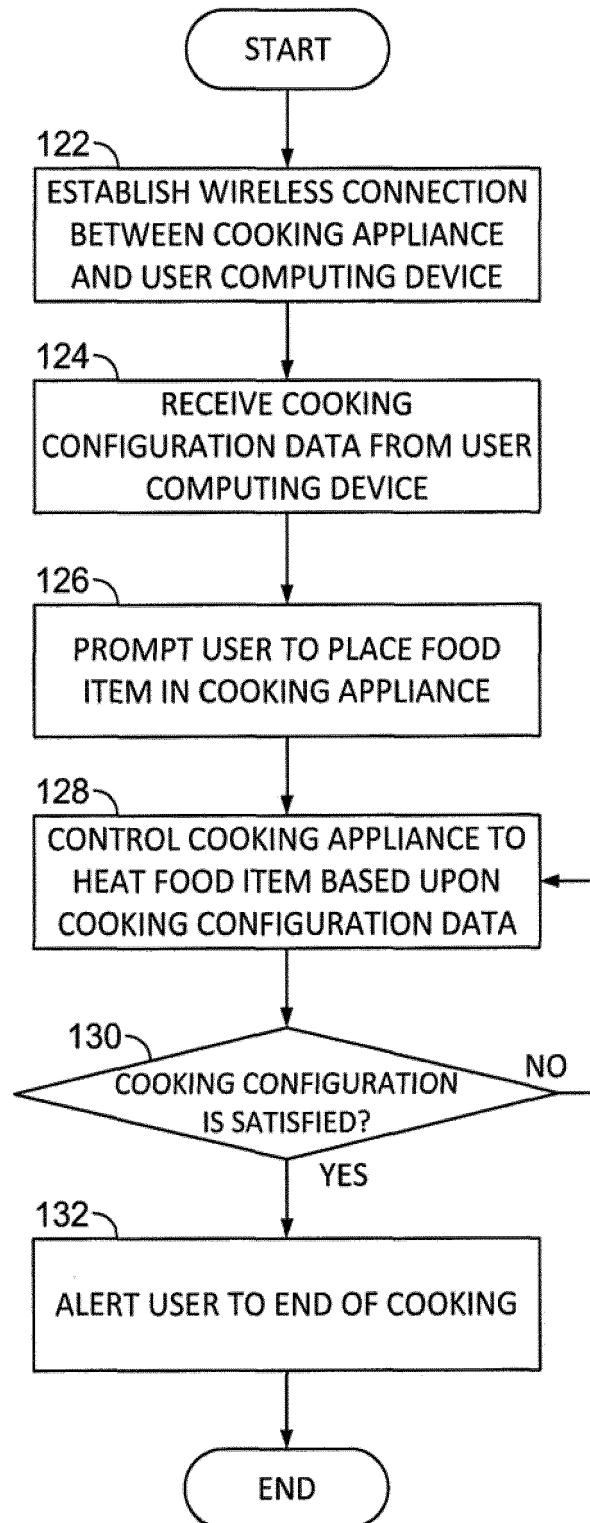 START
122
ESTABLISH WIRELESS CONNECTION
BETWEEN COOKING APPLIANCE
AND USER COMPUTING DEVICE
124
RECEIVE COOKING
CONFIGURATION DATA FROM USER
COMPUTING DEVICE
126
PROMPT USER TO PLACE FOOD
ITEM IN COOKING APPLIANCE
128
CONTROL COOKING APPLIANCE TO
HEAT FOOD ITEM BASED UPON
COOKING CONFIGURATION DATA
130
COOKING CONFIGURATION
IS SATISFIED?
NO
YES
132
ALERT USER TO END OF COOKING
END